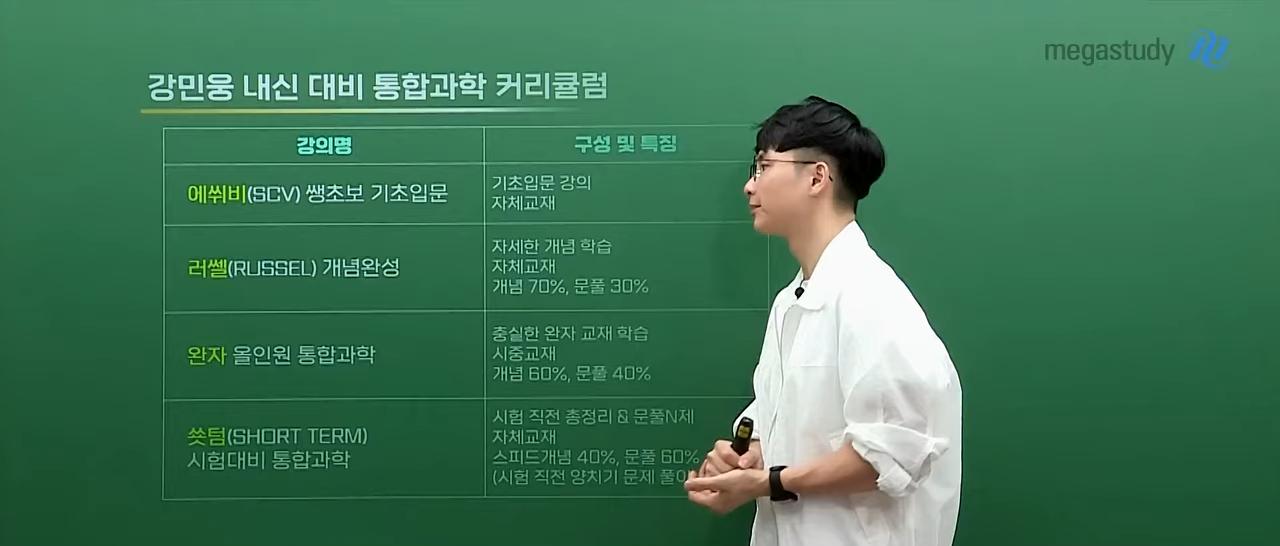 megastudy
강민웅 내신 대비 통합과학 커리큘럼
강의명
구성 및 특징
에쒸비(SCV) 쌩초보 기초입문
기초입문 강의
자체교재
러쎌(RUSSEL) 개념완성
자세한 개념 학습
자체교재
개념 70%, 문풀 30%
완자 올인원 통합과학
충실한 완자 교재 학습
시중교재
개념 60%, 문풀 40%
쑛텀(SHORT TERM)
시험대비 통합과학
시험 직전 총정리 & 문풀N제
자체교재
스피드개념 40%, 문풀 60%
(시험 직전 양치기 문제